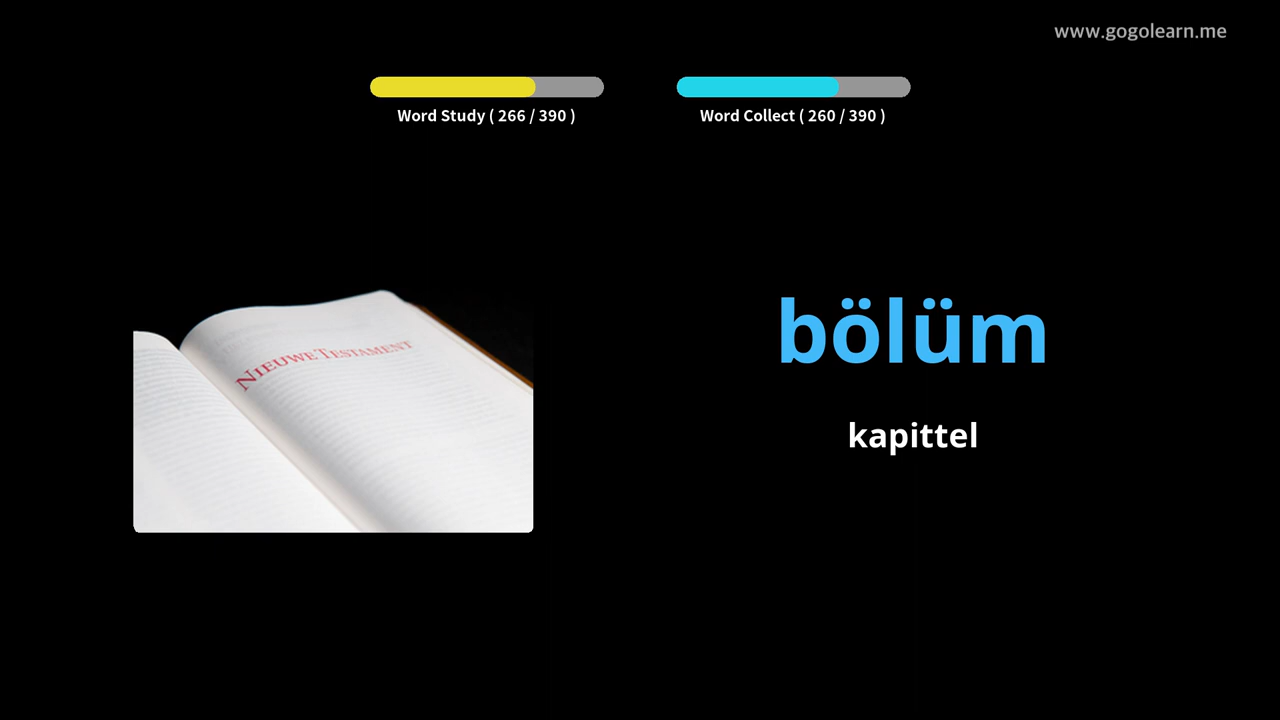 www.gogolearn.me
Word Study ( 266 / 390 )
Word Collect ( 260 / 390 )
NIEUWE TESTAMENT
bölüm
kapittel